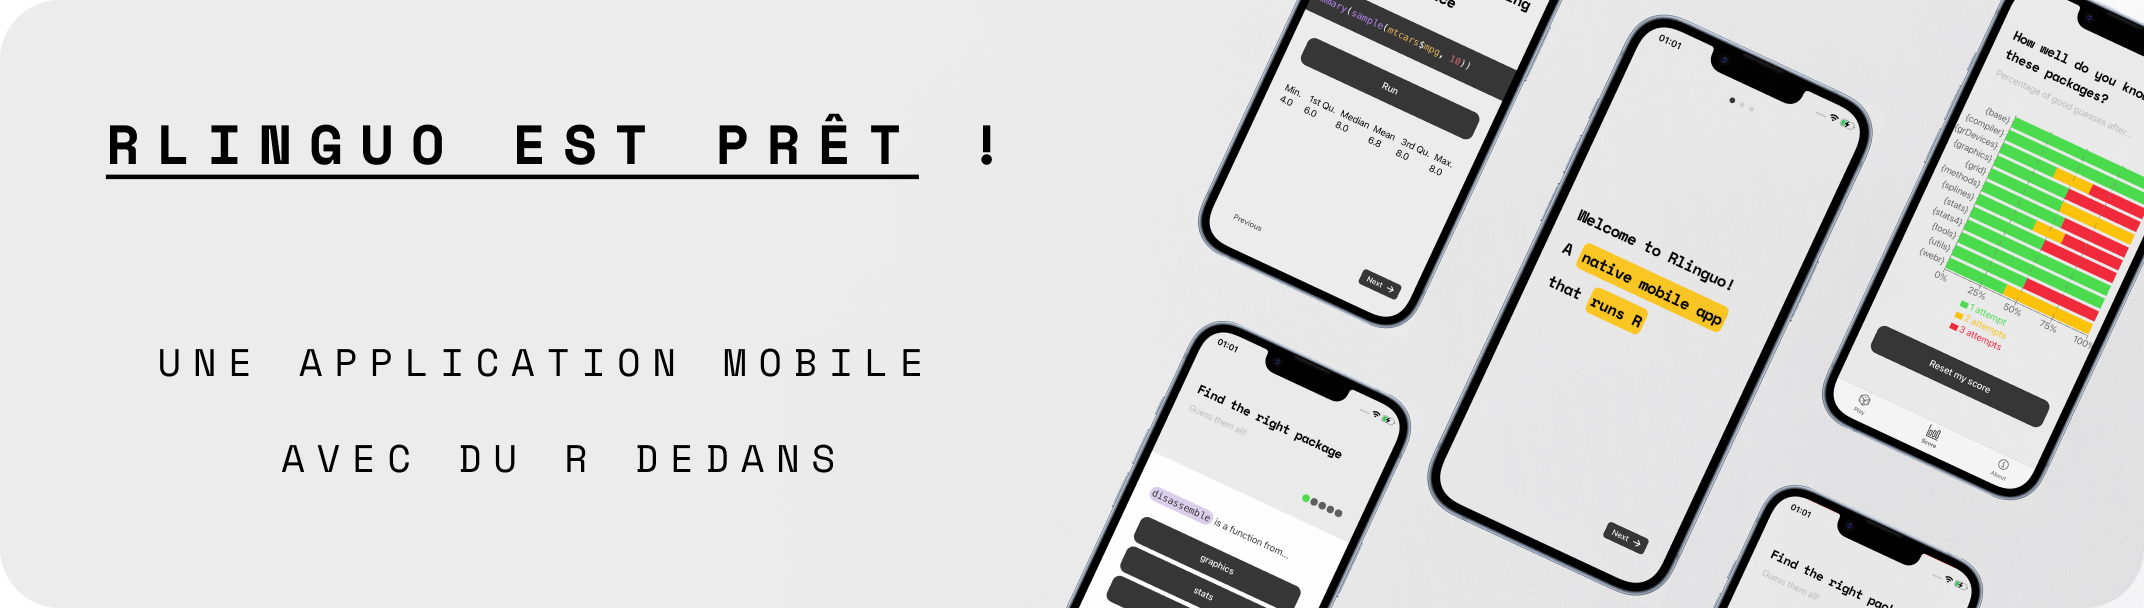 RLINGUO EST PRÊT !
UNE APPLICATION MOBILE
AVEC DU R DEDANS
(sample(mtcars$mpg, 10))
Run
Min. 1st Qu. Median Mean 3rd Qu. Max.
4.0 6.0 8.0 6.8 8.0 8.0
Previous
Next →
01:01
Find the right package
Guess them all!
disassemble is a function from...
graphics
stats
01:01
Welcome to Rlinguo!
A native mobile app
that runs R
Next →
How well do you
these packages?
Percentage of good guesses after...
{base}
{compiler}
{grDevices}
{graphics}
{grid}
{methods}
{splines}
{stats}
{stats4}
{tools}
{utils}
{webr}
0% 25% 50% 75% 100%
1 attempt
2 attempts
3 attempts
Reset my score
Play
Score
About
01:01
Find the right
Guess them all!